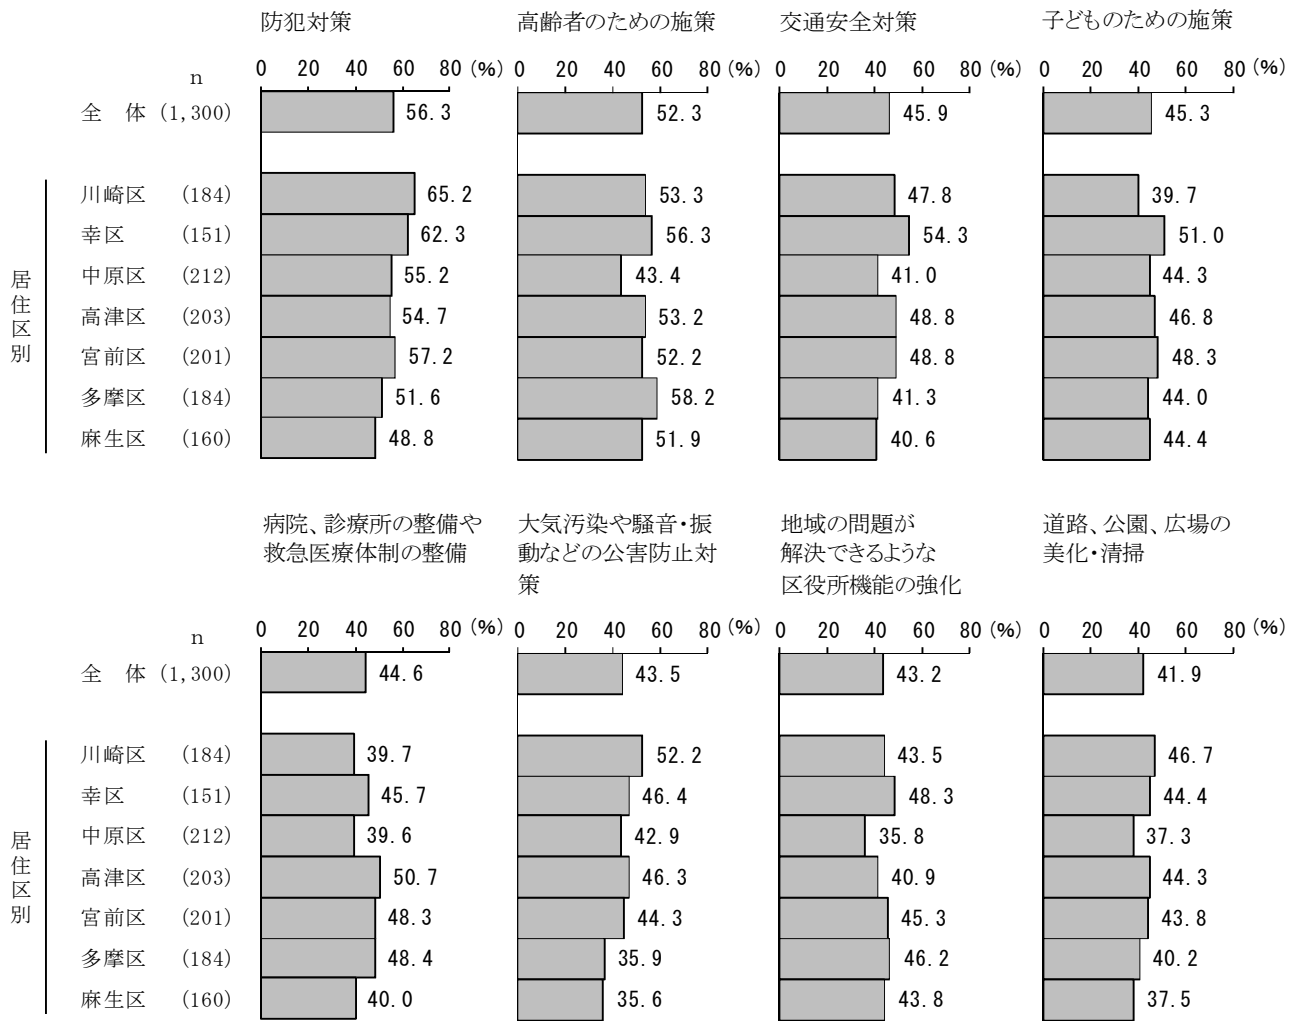 防犯対策 高齢者のための施策 交通安全対策 子どものための施策
n 0 20 40 60 80 (%) 0 20 40 60 80 (%) 0 20 40 60 80 (%) 0 20 40 60 80 (%)
全 体 (1,300) 56.3 52.3 45.9 45.3
居住区別
川崎区 (184) 65.2 53.3 47.8 39.7
幸区 (151) 62.3 56.3 54.3 51.0
中原区 (212) 55.2 43.4 41.0 44.3
高津区 (203) 54.7 53.2 48.8 46.8
宮前区 (201) 57.2 52.2 48.8 48.3
多摩区 (184) 51.6 58.2 41.3 44.0
麻生区 (160) 48.8 51.9 40.6 44.4
病院、診療所の整備や
救急医療体制の整備
大気汚染や騒音・振
動などの公害防止対
策
地域の問題が
解決できるような
区役所機能の強化
道路、公園、広場の
美化・清掃
n 0 20 40 60 80 (%) 0 20 40 60 80 (%) 0 20 40 60 80 (%) 0 20 40 60 80 (%)
全 体 (1,300) 44.6 43.5 43.2 41.9
居住区別
川崎区 (184) 39.7 52.2 43.5 46.7
幸区 (151) 45.7 46.4 48.3 44.4
中原区 (212) 39.6 42.9 35.8 37.3
高津区 (203) 50.7 46.3 40.9 44.3
宮前区 (201) 48.3 44.3 45.3 43.8
多摩区 (184) 48.4 35.9 46.2 40.2
麻生区 (160) 40.0 35.6 43.8 37.5